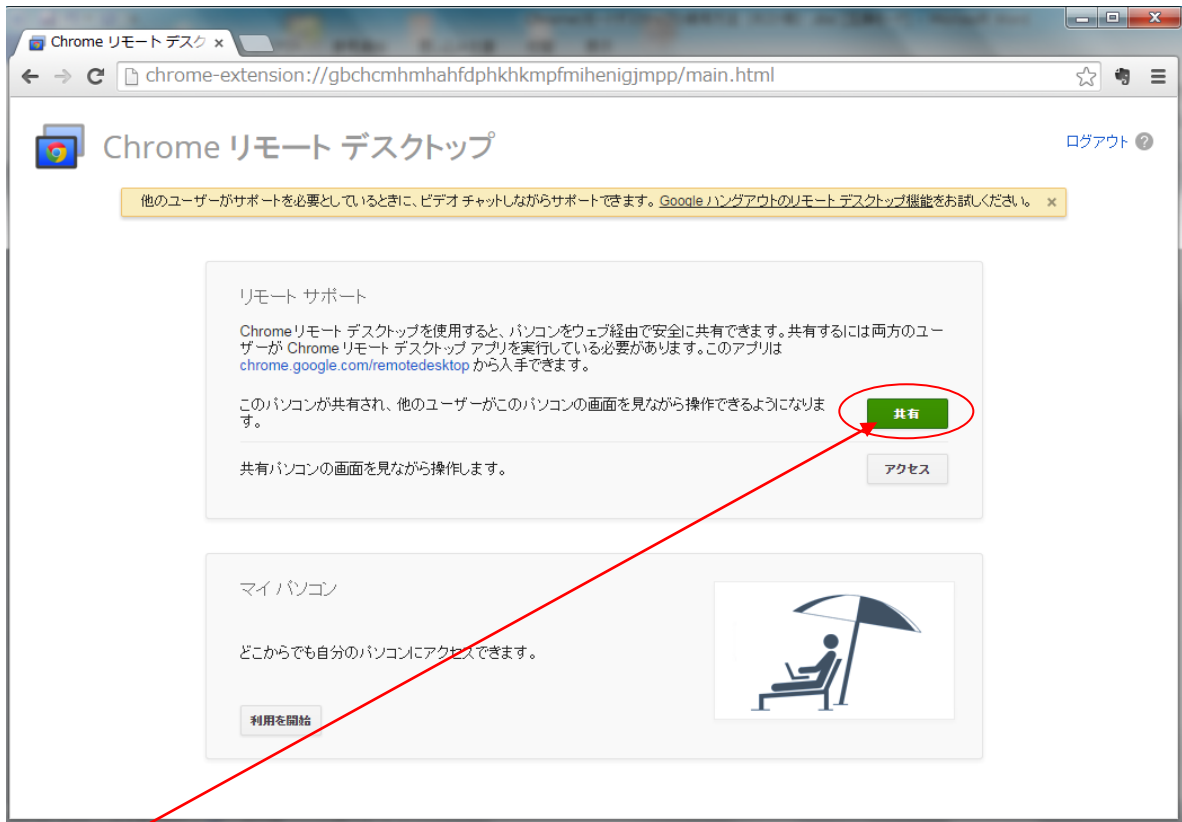 Chrome リモート デスク ×
chrome-extension://gbchcmhmhahfdphkhkmpfmihenigjmpp/main.html
Chrome リモート デスクトップ
ログアウト ?
他のユーザーがサポートを必要としているときに、ビデオ チャットしながらサポートできます。Google ハングアウトのリモート デスクトップ機能をお試しください。 ×
リモート サポート
Chromeリモート デスクトップを使用すると、パソコンをウェブ経由で安全に共有できます。共有するには両方のユー
ザーが Chrome リモート デスクトップ アプリを実行している必要があります。このアプリは
chrome.google.com/remotedesktop から入手できます。
このパソコンが共有され、他のユーザーがこのパソコンの画面を見ながら操作できるようになりま
す。
共有
共有パソコンの画面を見ながら操作します。
アクセス
マイ パソコン
どこからでも自分のパソコンにアクセスできます。
利用を開始